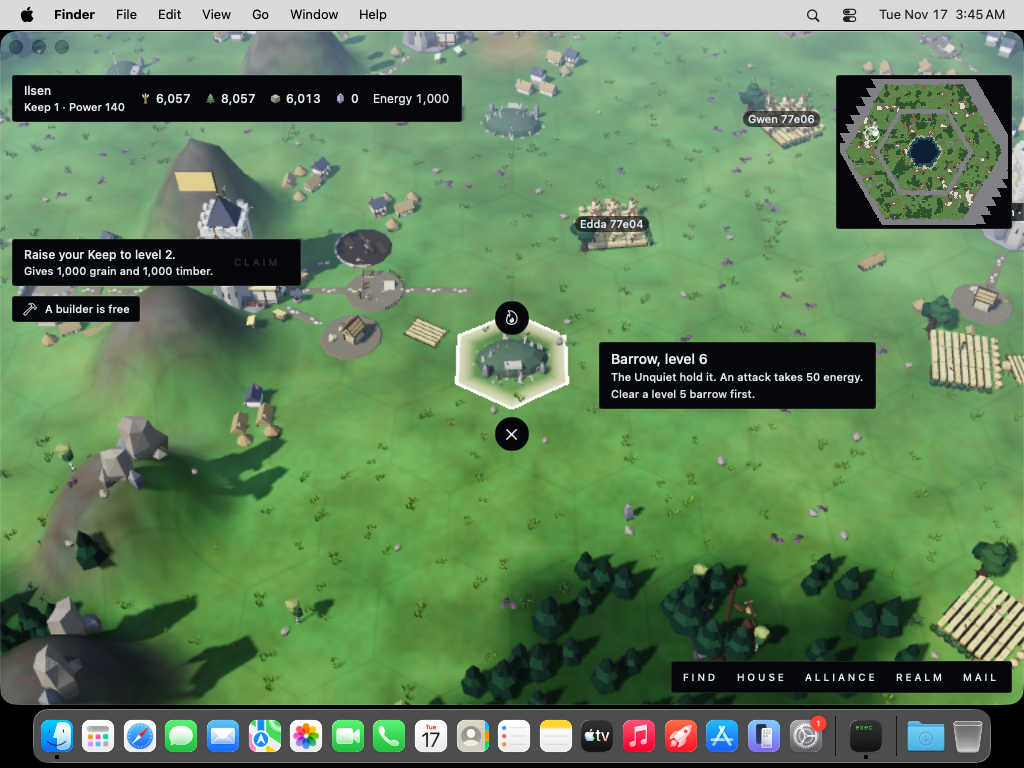 Finder File Edit View Go Window Help Tue Nov 17 3:45 AM
Ilsen
Keep 1 · Power 140
6,057 8,057 6,013 0 Energy 1,000
Gwen 77e06
Edda 77e04
Raise your Keep to level 2.
Gives 1,000 grain and 1,000 timber.
CLAIM
A builder is free
Barrow, level 6
The Unquiet hold it. An attack takes 50 energy.
Clear a level 5 barrow first.
FIND HOUSE ALLIANCE REALM MAIL
Tue
17
tv
1
exec